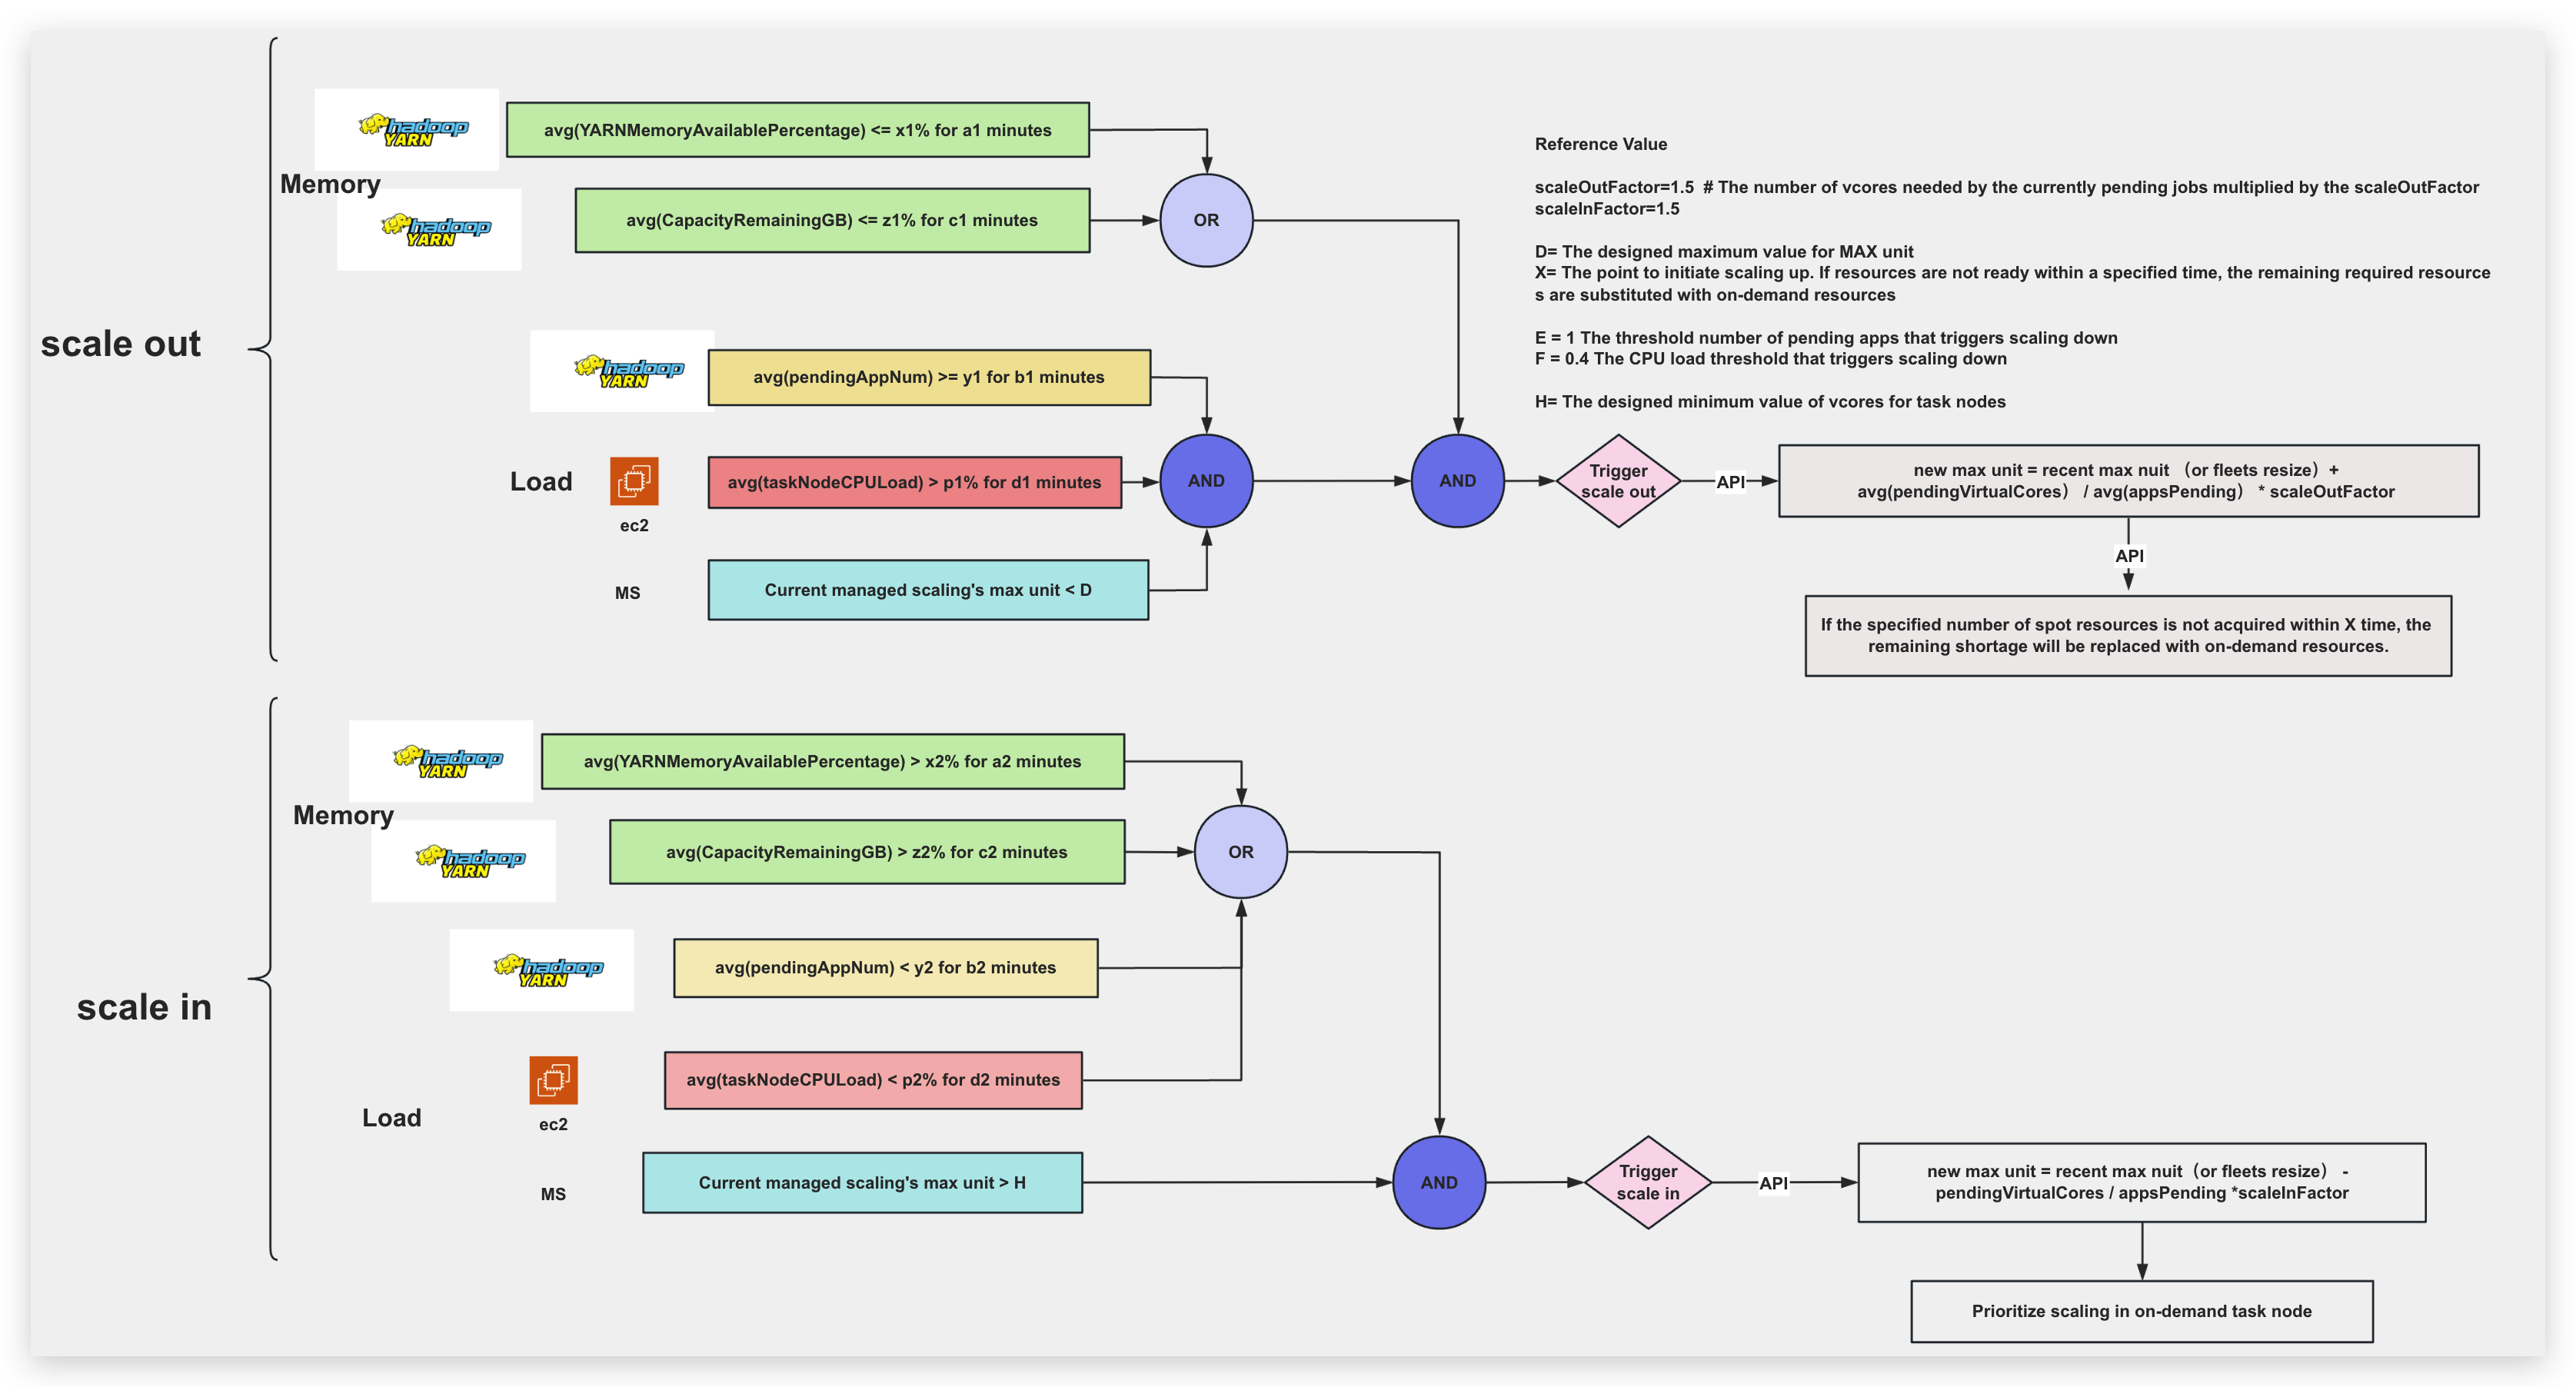 scale out
Memory
hadoop
YARN
avg(YARNMemoryAvailablePercentage) <= x1% for a1 minutes
hadoop
YARN
avg(CapacityRemainingGB) <= z1% for c1 minutes
OR
hadoop
YARN
avg(pendingAppNum) >= y1 for b1 minutes
Load
ec2
avg(taskNodeCPULoad) > p1% for d1 minutes
AND
MS
Current managed scaling's max unit < D
AND
Reference Value
scaleOutFactor=1.5  # The number of vcores needed by the currently pending jobs multiplied by the scaleOutFactor
scaleInFactor=1.5
D= The designed maximum value for MAX unit
X= The point to initiate scaling up. If resources are not ready within a specified time, the remaining required resource
s are substituted with on-demand resources
E = 1 The threshold number of pending apps that triggers scaling down
F = 0.4 The CPU load threshold that triggers scaling down
H= The designed minimum value of vcores for task nodes
Trigger
scale out
API
new max unit = recent max nuit （or fleets resize）+
avg(pendingVirtualCores） / avg(appsPending） * scaleOutFactor
API
If the specified number of spot resources is not acquired within X time, the
remaining shortage will be replaced with on-demand resources.
scale in
Memory
hadoop
YARN
avg(YARNMemoryAvailablePercentage) > x2% for a2 minutes
hadoop
YARN
avg(CapacityRemainingGB) > z2% for c2 minutes
OR
hadoop
YARN
avg(pendingAppNum) < y2 for b2 minutes
Load
ec2
avg(taskNodeCPULoad) < p2% for d2 minutes
MS
Current managed scaling's max unit > H
AND
Trigger
scale in
API
new max unit = recent max nuit（or fleets resize） -
pendingVirtualCores / appsPending *scaleInFactor
Prioritize scaling in on-demand task node